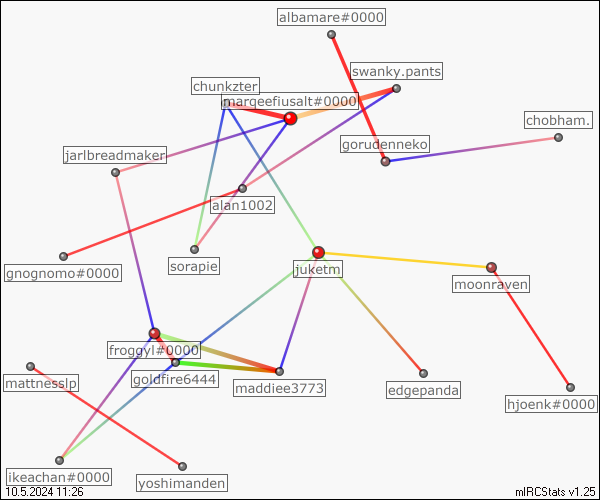 albamare#0000
swanky.pants
chunkzter
marqeefiusalt#0000
chobham.
gorudenneko
jarlbreadmaker
alan1002
sorapie
gnognomo#0000
juketm
moonraven
froggyl#0000
goldfire6444
mattnesslp
maddiee3773
edgepanda
hjoenk#0000
ikeachan#0000
yoshimanden
10.5.2024 11:26
mIRCStats v1.25